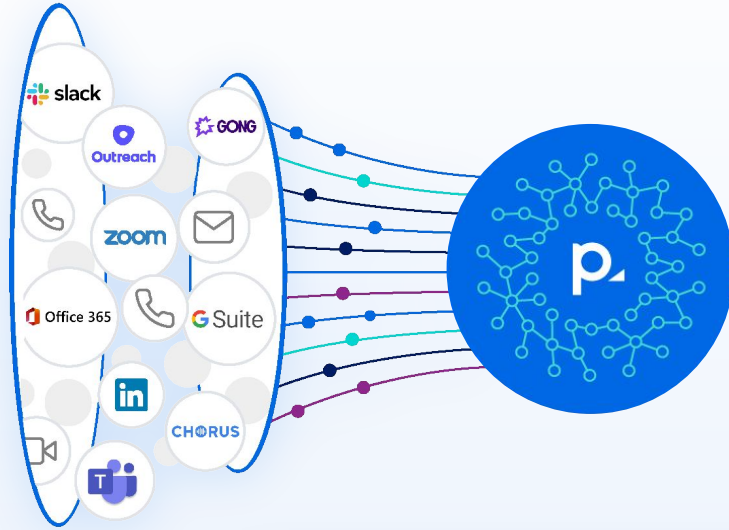 slack
GONG
Outreach
zoom
Office 365
G Suite
in
CHORUS
T
p